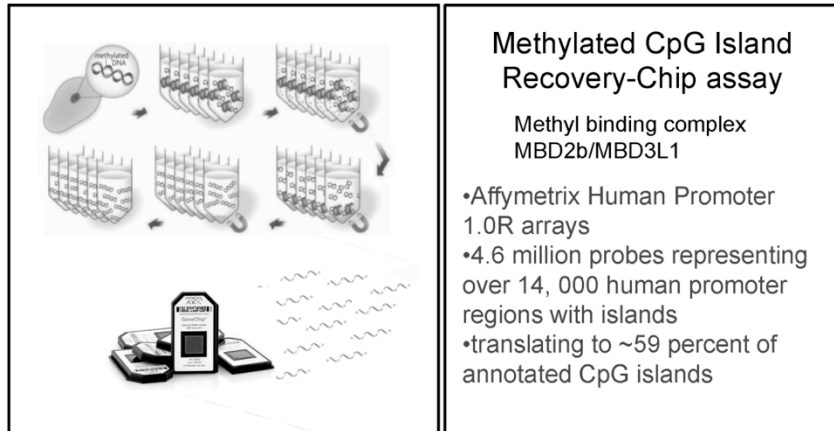 methylated
DNA
GeneChip
Methylated CpG Island
Recovery-Chip assay
Methyl binding complex
MBD2b/MBD3L1
•Affymetrix Human Promoter
1.0R arrays
•4.6 million probes representing
over 14, 000 human promoter
regions with islands
•translating to ~59 percent of
annotated CpG islands